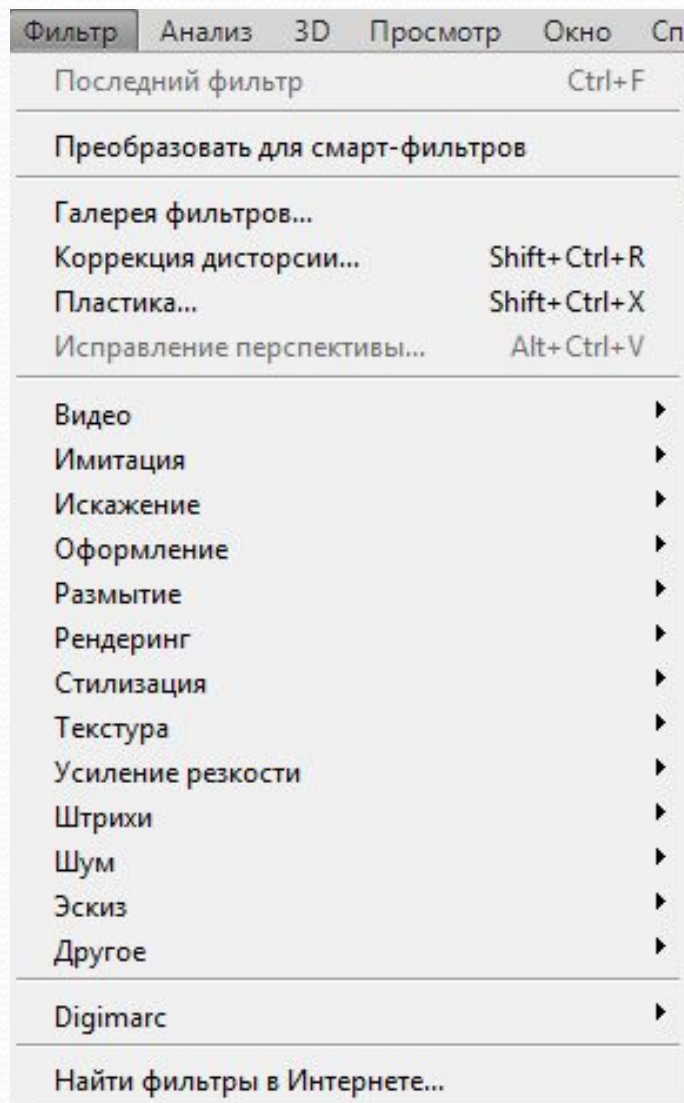 Фильтр Анализ 3D Просмотр Окно Сп
Последний фильтр Ctrl+F
Преобразовать для смарт-фильтров
Галерея фильтров...
Коррекция дисторсии... Shift+Ctrl+R
Пластика... Shift+Ctrl+X
Исправление перспективы... Alt+Ctrl+V
Видео
Имитация
Искажение
Оформление
Размытие
Рендеринг
Стилизация
Текстура
Усиление резкости
Штрихи
Шум
Эскиз
Другое
Digimarc
Найти фильтры в Интернете...